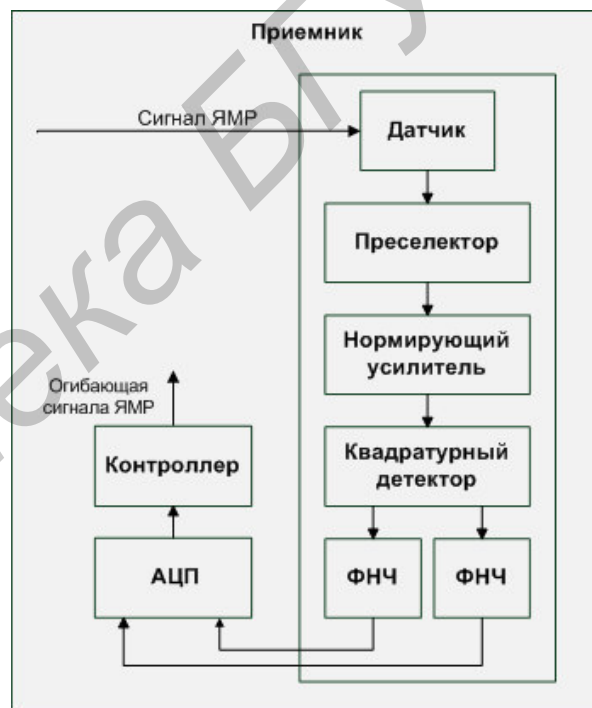 Приемник
Сигнал ЯМР
Датчик
Преселектор
Нормирующий
усилитель
Квадратурный
детектор
ФНЧ
ФНЧ
АЦП
Контроллер
Огибающая
сигнала ЯМР